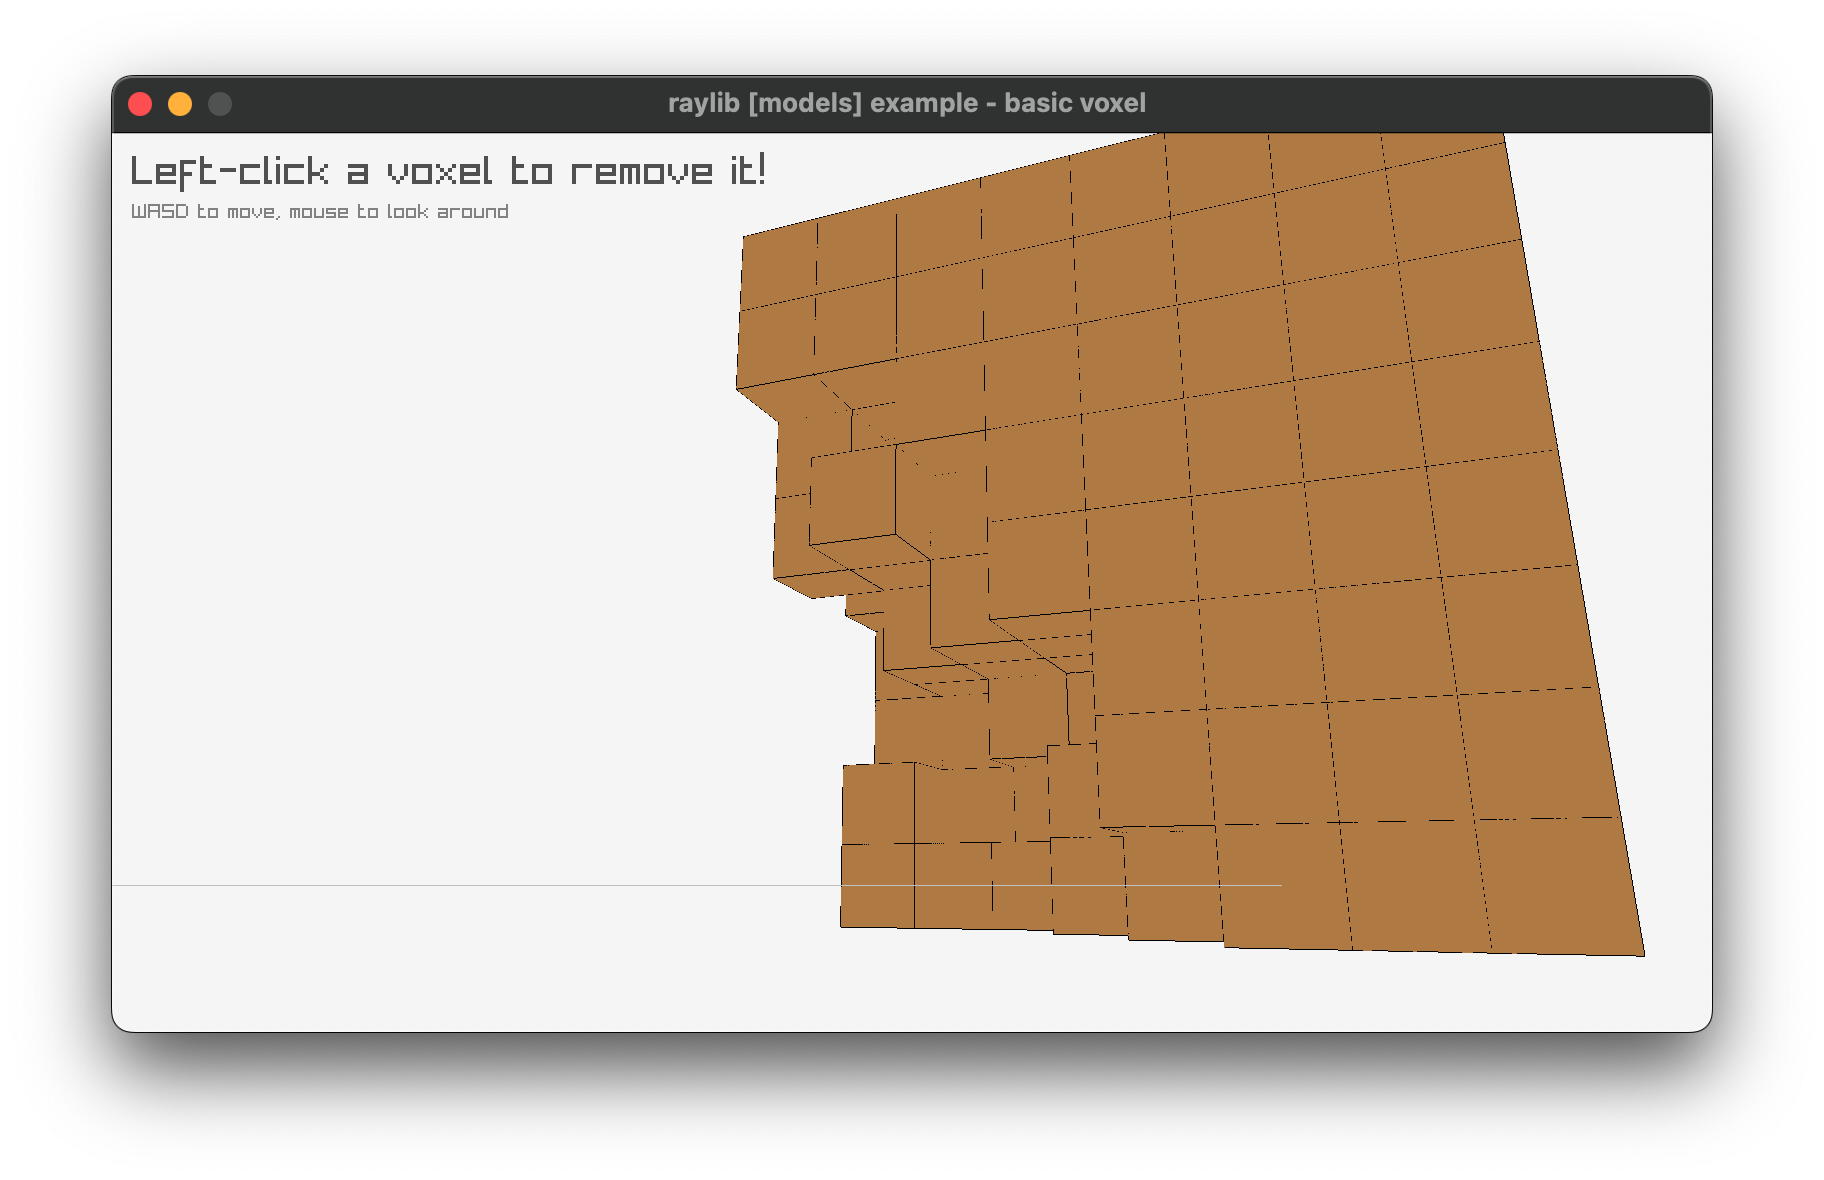 raylib [models] example - basic voxel
Left-click a voxel to remove it!
WASD to move, mouse to look around